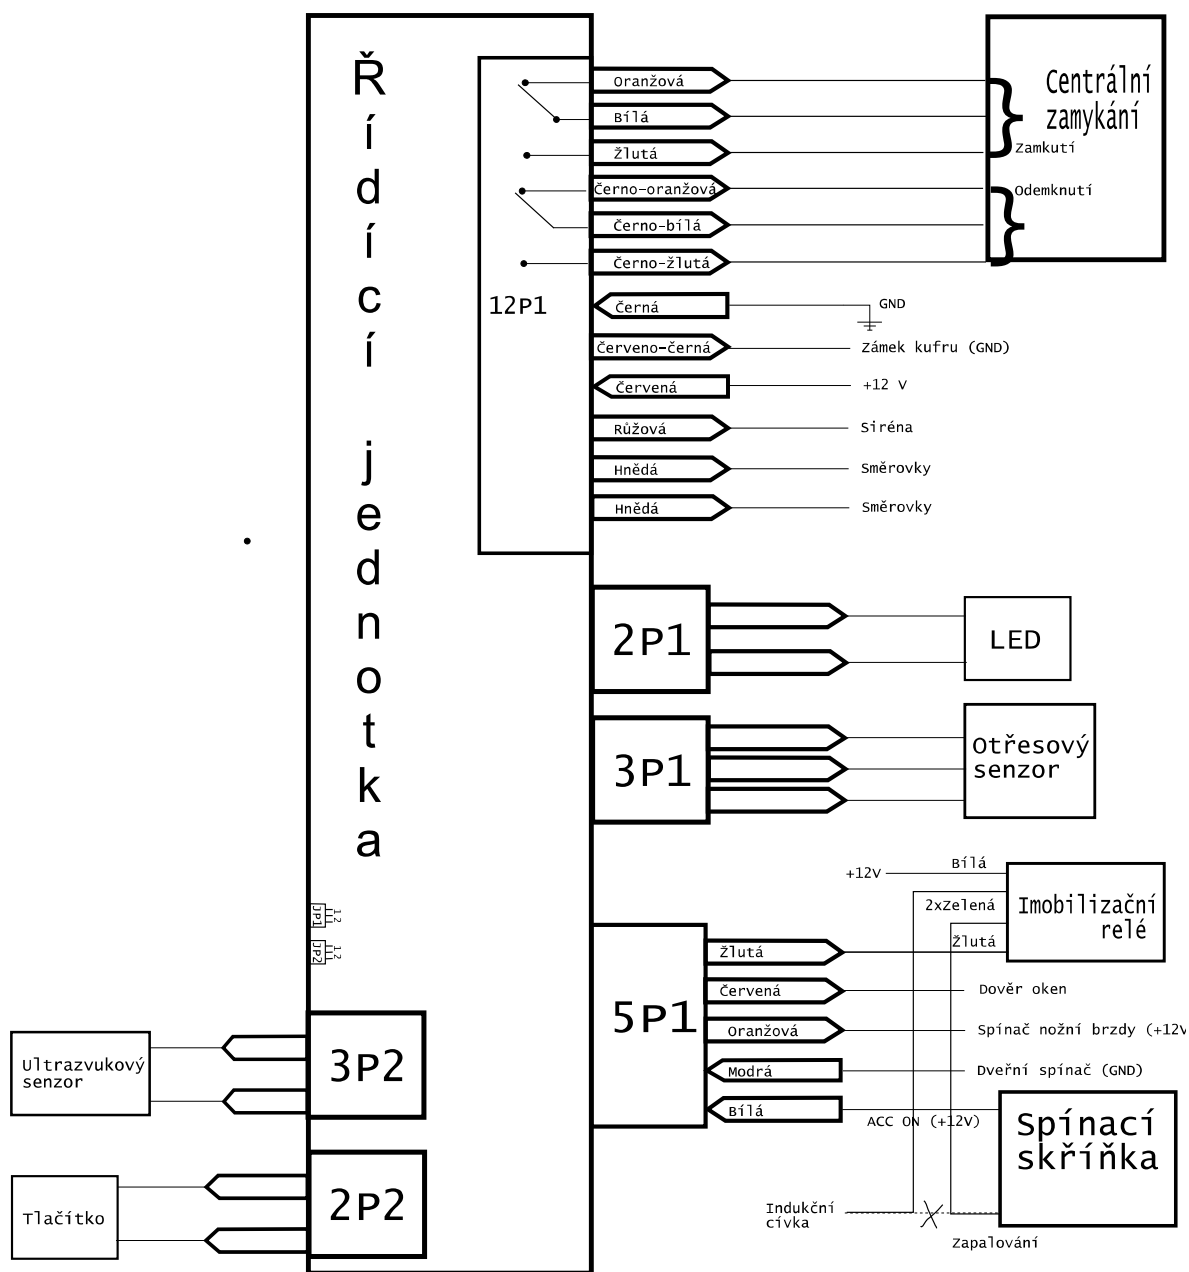 Řídící jednotka
12P1
Oranžová
Bílá
Žlutá
Černo-oranžová
Černo-bílá
Černo-žlutá
Černá
Červeno-černá
Červená
Růžová
Hnědá
Hnědá
Centrální
zamykání
Zamkutí
Odemknutí
GND
Zámek kufru (GND)
+12 V
Siréna
Směrovky
Směrovky
2P1
LED
3P1
Otřesový
senzor
5P1
Žlutá
Červená
Oranžová
Modrá
Bílá
+12V
Bílá
2xZelená
Žlutá
Imobilizační
relé
Dověr oken
Spínač nožní brzdy (+12V
Dveřní spínač (GND)
ACC ON (+12V)
Spínací
skříňka
Indukční
cívka
Zapalování
JP1
12
JP2
12
3P2
Ultrazvukový
senzor
2P2
Tlačítko